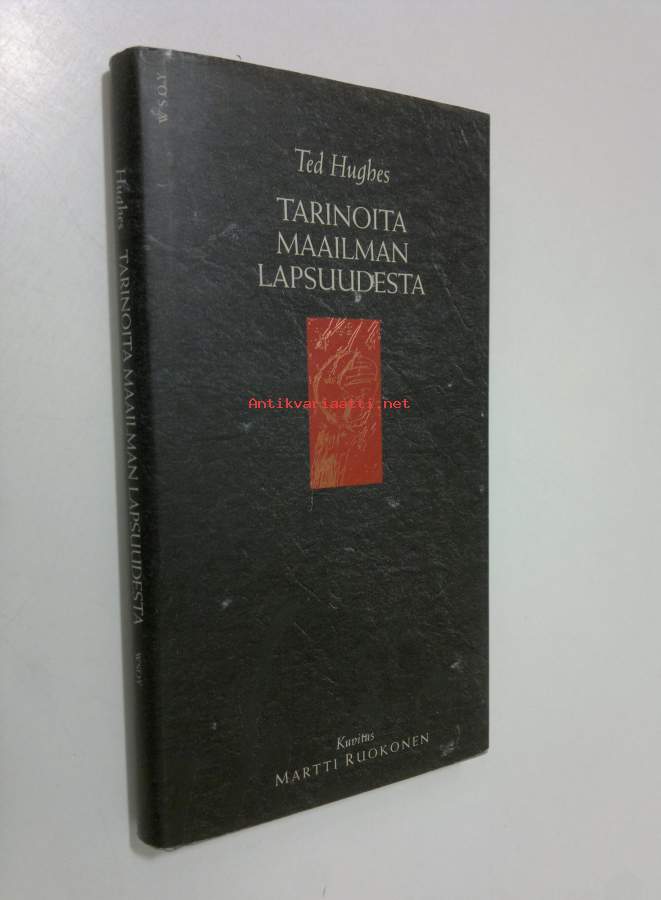 WSOY
Ted Hughes
TARINOITA
MAAILMAN
LAPSUUDESTA
Antikvariaatti.net
Kuvitus
MARTTI RUOKONEN
Hughes TARINOITA MAAILMAN LAPSUUDESTA WSOY